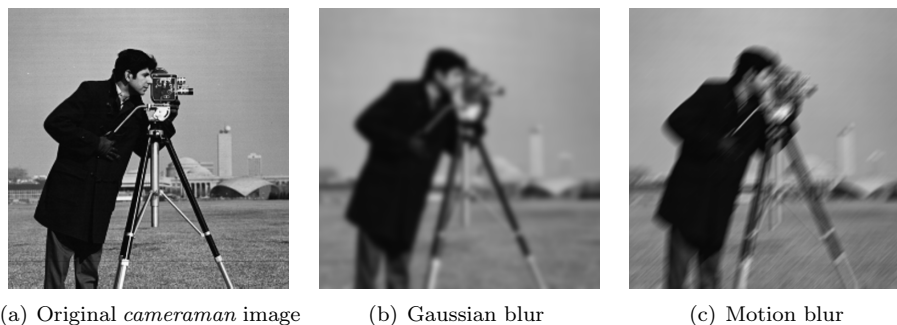 (a) Original cameraman image
(b) Gaussian blur
(c) Motion blur